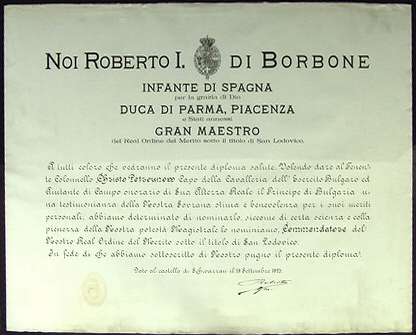 NOI ROBERTO I. DI BORBONE
INFANTE DI SPAGNA
per la grazia di Dio
DUCA DI PARMA, PIACENZA
e Stati annessi
GRAN MAESTRO
del Real Ordine del Merito sotto il titolo di San Lodovico.
A tutti coloro che vedranno il presente diploma salute. Volendo dare al Tenen-
te Colonnello Christo Capo della Cavalleria dell' Esercito Bulgaro ed
Aiutante di Campo onorario di Sua Altezza Reale il Principe di Bulgaria u-
na testimonianza della Nostra Sovrana stima e benevolenza per i suoi meriti
personali, abbiamo determinato di nominarlo, siccome di certa scienza e colla
pienezza della Nostra potestà Magistrale lo nominiamo, Commendatore del
Nostro Real Ordine del Merito sotto il titolo di San Lodovico.
In fede di che abbiamo sottoscritto di Nostro pugno il presente diploma.
Dato al castello di Schwarzau il 18 Settembre
Roberto